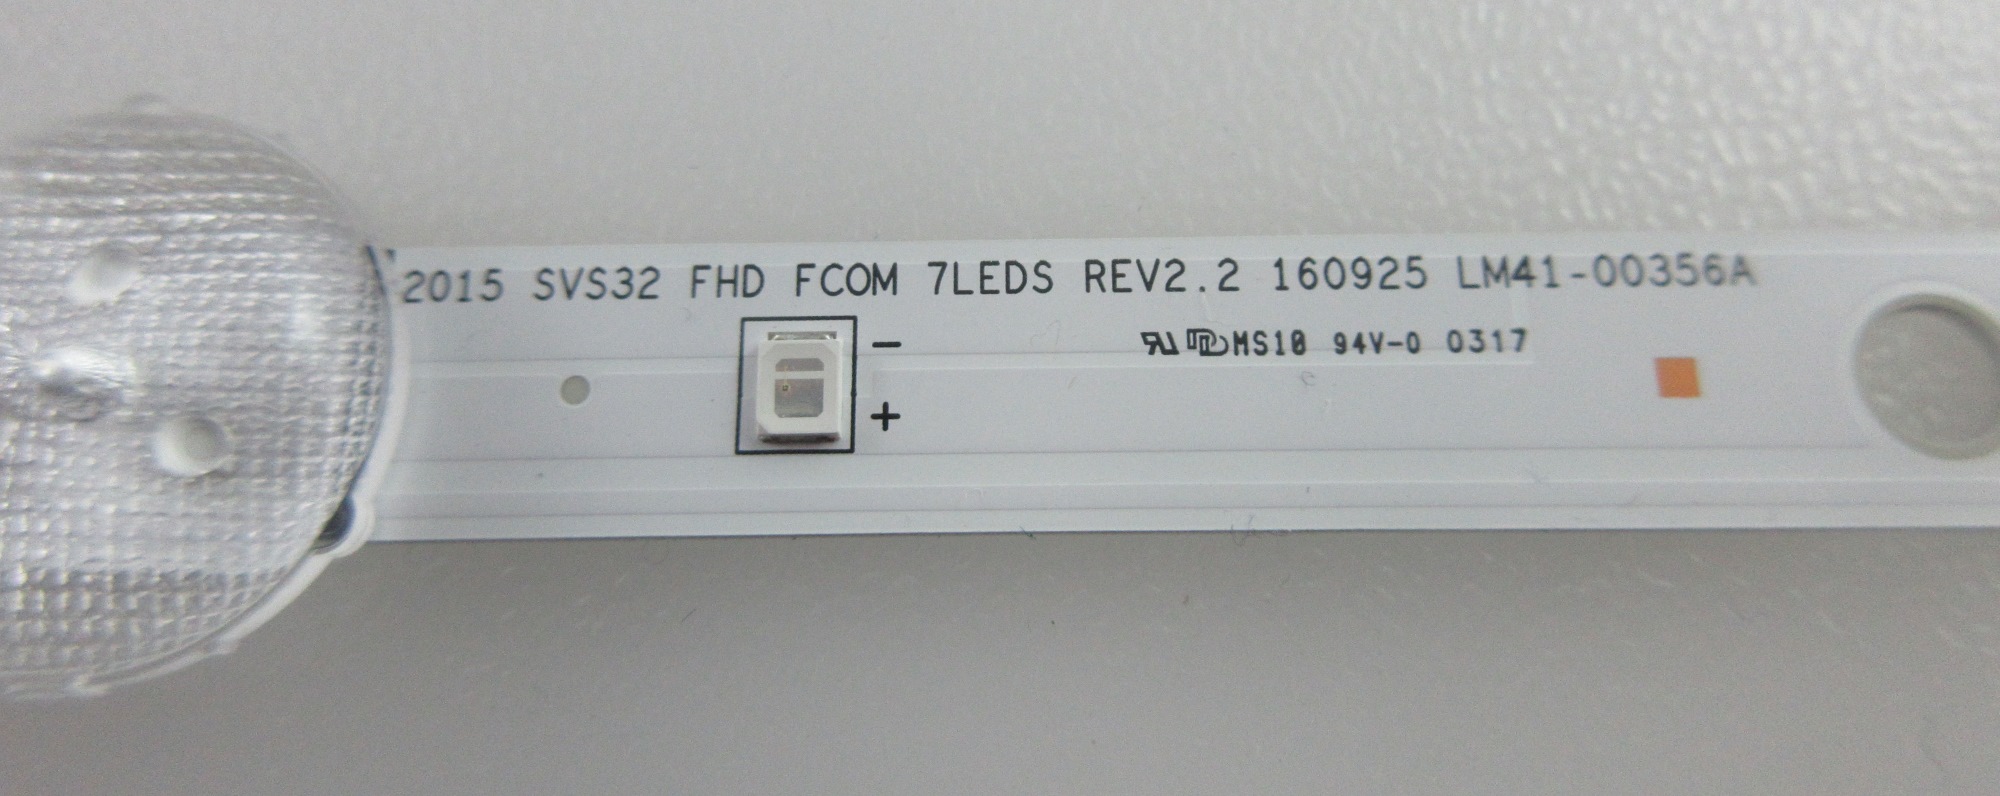 2015 SVS32 FHD FCOM 7LEDS REV2.2 160925 LM41-00356A
−
MS10 94V-0 0317
+